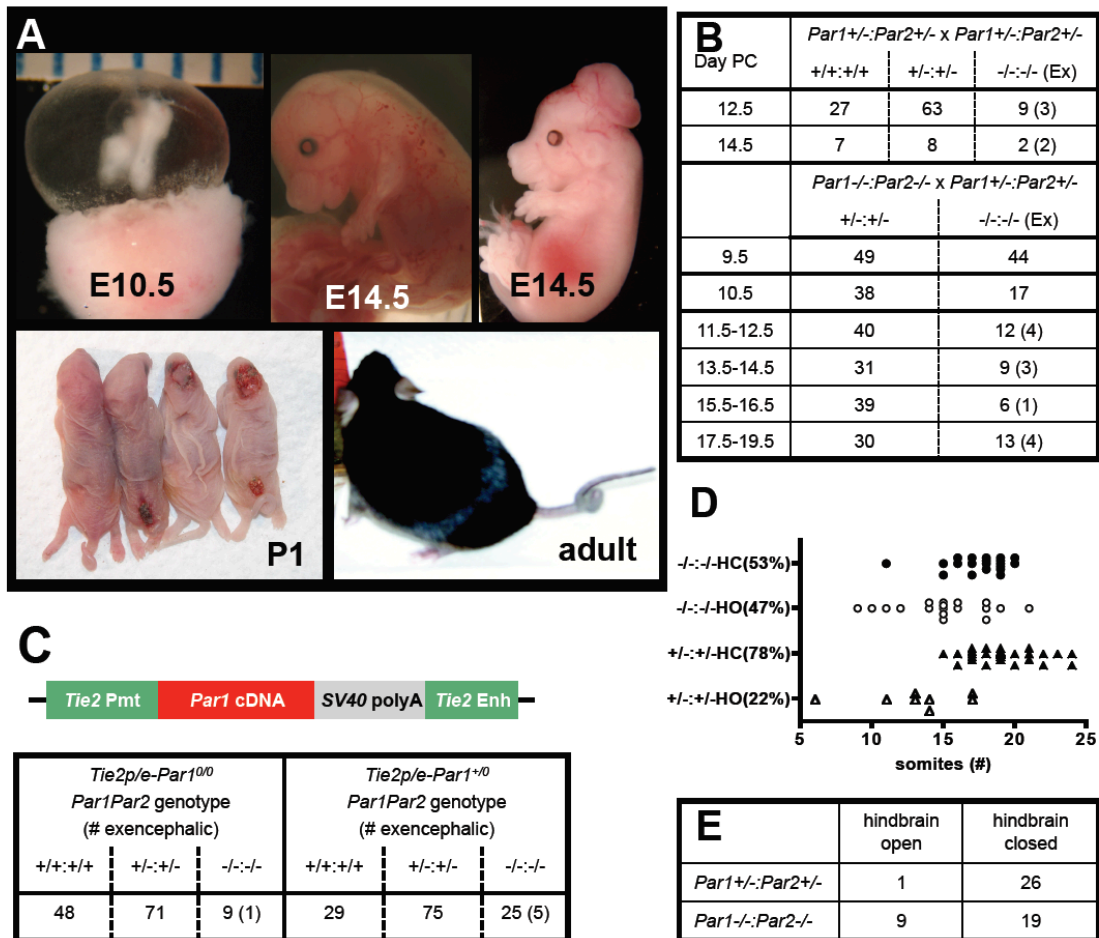 A
E10.5
E14.5
E14.5
P1
adult
B
Day PC
Par1+/-:Par2+/- x Par1+/-:Par2+/-
+/+:+/+ +/-:+/- -/-:-/- (Ex)
12.5 27 63 9 (3)
14.5 7 8 2 (2)
Par1-/-:Par2-/- x Par1+/-:Par2+/-
+/-:+/- -/-:-/- (Ex)
9.5 49 44
10.5 38 17
11.5-12.5 40 12 (4)
13.5-14.5 31 9 (3)
15.5-16.5 39 6 (1)
17.5-19.5 30 13 (4)
C
Tie2 Pmt Par1 cDNA SV40 polyA Tie2 Enh
Tie2p/e-Par10/0
Par1Par2 genotype
(# exencephalic)
+/+:+/+ +/-:+/- -/-:-/-
48 71 9 (1)
Tie2p/e-Par1+/0
Par1Par2 genotype
(# exencephalic)
+/+:+/+ +/-:+/- -/-:-/-
29 75 25 (5)
D
-/-:-/-HC(53%)
-/-:-/-HO(47%)
+/-:+/-HC(78%)
+/-:+/-HO(22%)
5 10 15 20 25
somites (#)
E
hindbrain open
hindbrain closed
Par1+/-:Par2+/- 1 26
Par1-/-:Par2-/- 9 19